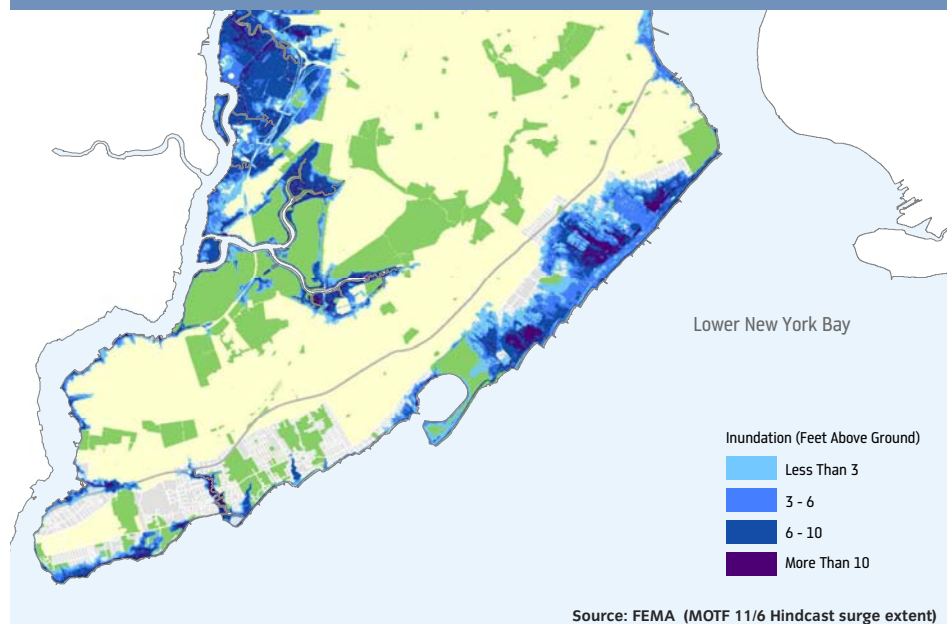 Lower New York Bay
Inundation (Feet Above Ground)
Less Than 3
3 - 6
6 - 10
More Than 10
Source: FEMA (MOTF 11/6 Hindcast surge extent)